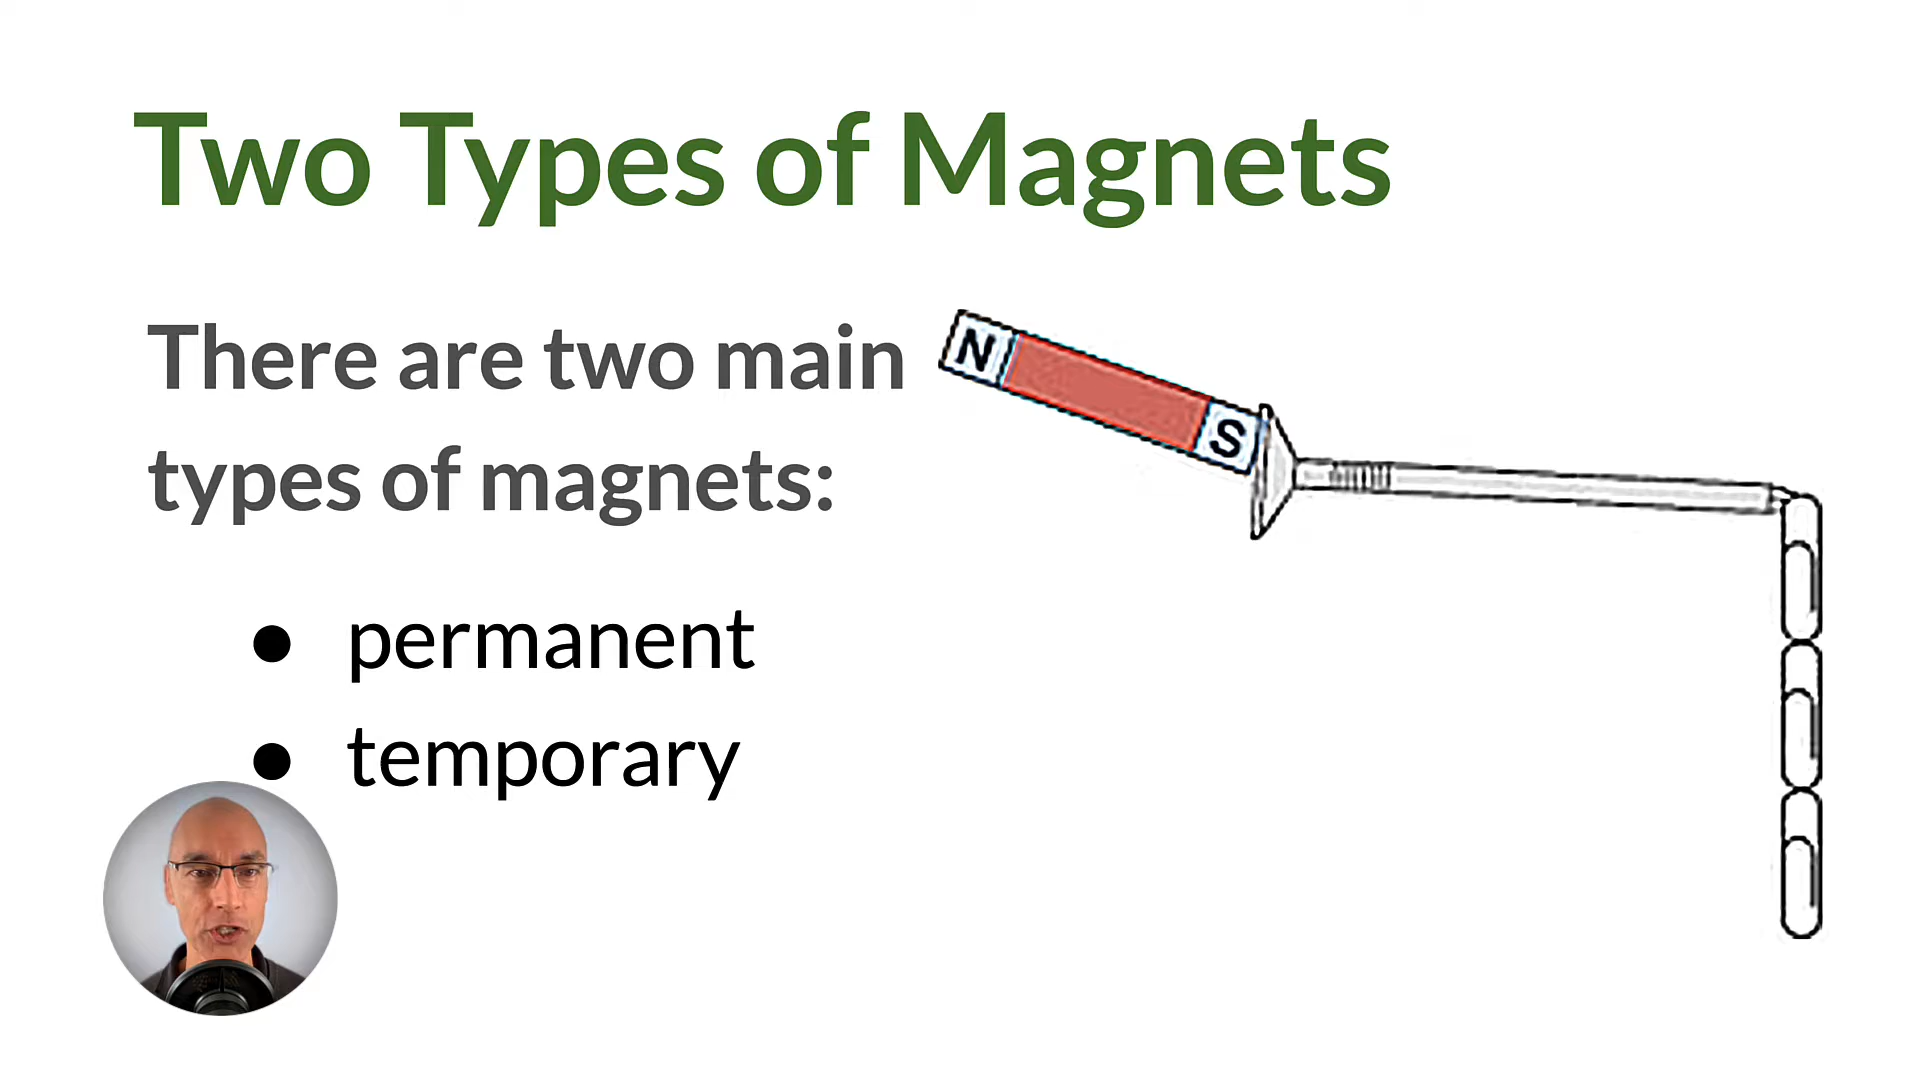 Two Types of Magnets
There are two main
types of magnets:
● permanent
● temporary
N
S